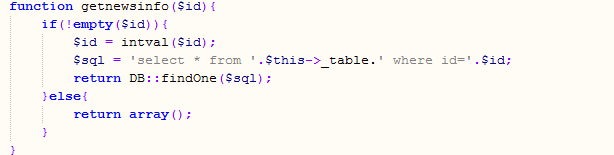 function getnewsinfo($id){
if(!empty($id)){
$id = intval($id);
$sql = 'select * from '.$this->_table.' where id='.$id;
return DB::findOne($sql);
}else{
return array();
}
}